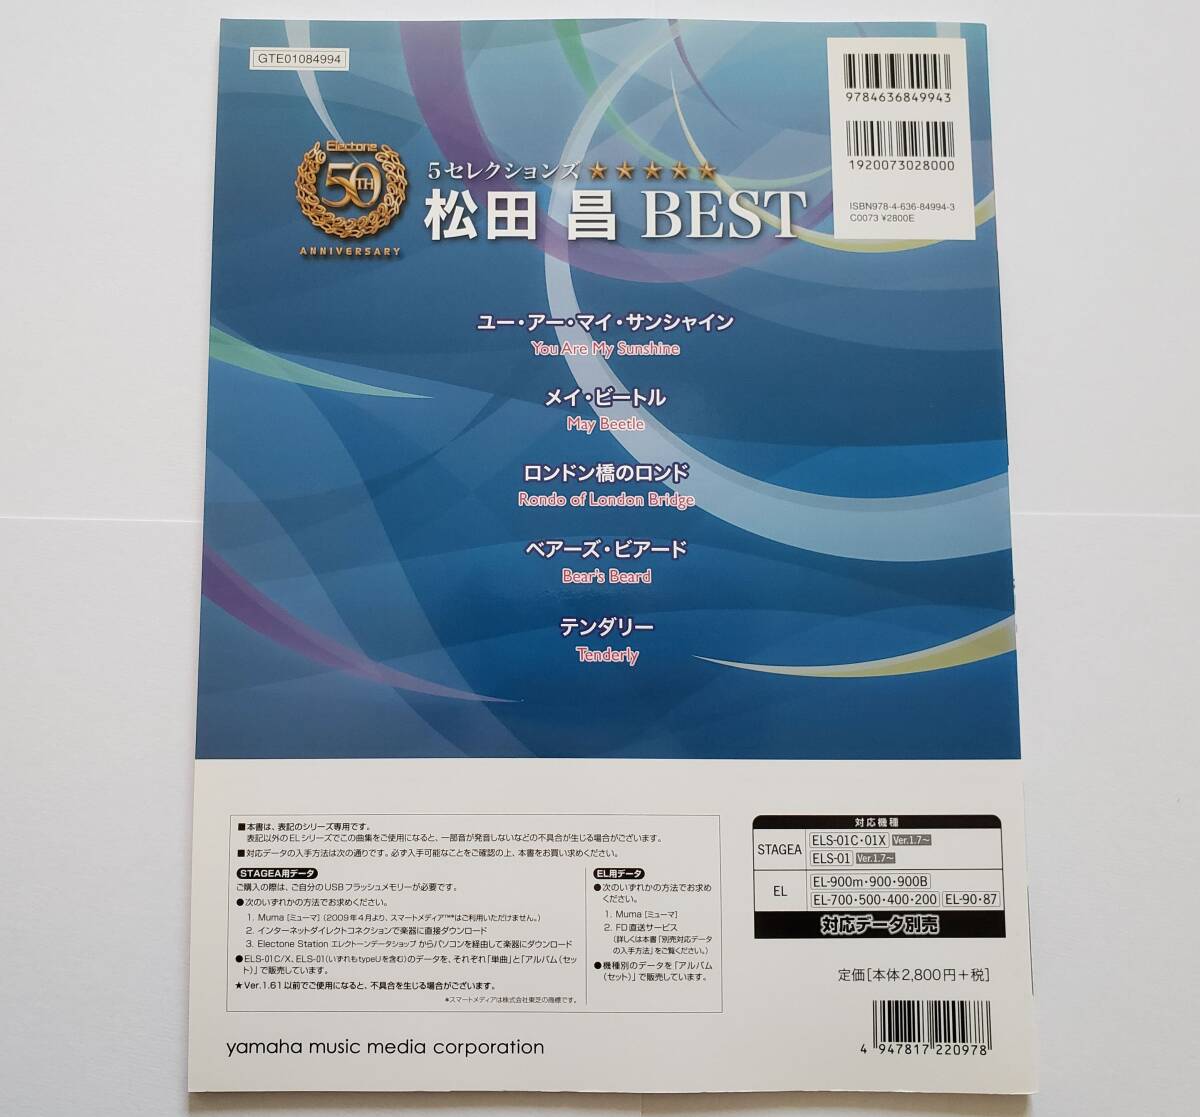 GTE01084994
9784636849943
1920073028000
ISBN978-4-636-84994-3
C0073 ¥2800E
Electone
50TH
ANNIVERSARY
5セレクションズ★★★★★
松田 昌 BEST
ユー・アー・マイ・サンシャイン
You Are My Sunshine
メイ・ビートル
May Beetle
ロンドン橋のロンド
Rondo of London Bridge
ベアーズ・ビアード
Bear's Beard
テンダリー
Tenderly
■本書は、表記のシリーズ専用です。
表記以外のELシリーズでこの曲集をご使用になると、一部音が発音しないなどの不具合が生じる場合がございます。
■対応データの入手方法は次の通りです。必ず入手可能なことをご確認の上、本書をお買い求めください。
STAGEA用データ
ご購入の際は、ご自分のUSBフラッシュメモリーが必要です。
●次のいずれかの方法でお求めください。
1. Muma［ミューマ］(2009年4月より、スマートメディア™*はご利用いただけません。)
2. インターネットダイレクトコネクションで楽器に直接ダウンロード
3. Electone Station エレクトーンデータショップ からパソコンを経由して楽器にダウンロード
●ELS-01C/X、ELS-01(いずれもtypeUを含む)のデータを、それぞれ「単曲」と「アルバム(セット)」で販売しています。
★Ver.1.61以前でご使用になると、不具合を生じる場合がございます。
*スマートメディアは株式会社東芝の商標です。
EL用データ
●次のいずれかの方法でお求め
ください。
1. Muma［ミューマ］
2. FD直送サービス
(詳しくは本書「別売対応データ
の入手方法」をご覧ください。)
●機種別のデータを「アルバム
(セット)」で販売しています。
対応機種
STAGEA
ELS-01C・01X Ver.1.7～
ELS-01 Ver.1.7～
EL
EL-900m・900・900B
EL-700・500・400・200 EL-90・87
対応データ別売
定価[本体2,800円+税]
4 947817 220978
yamaha music media corporation